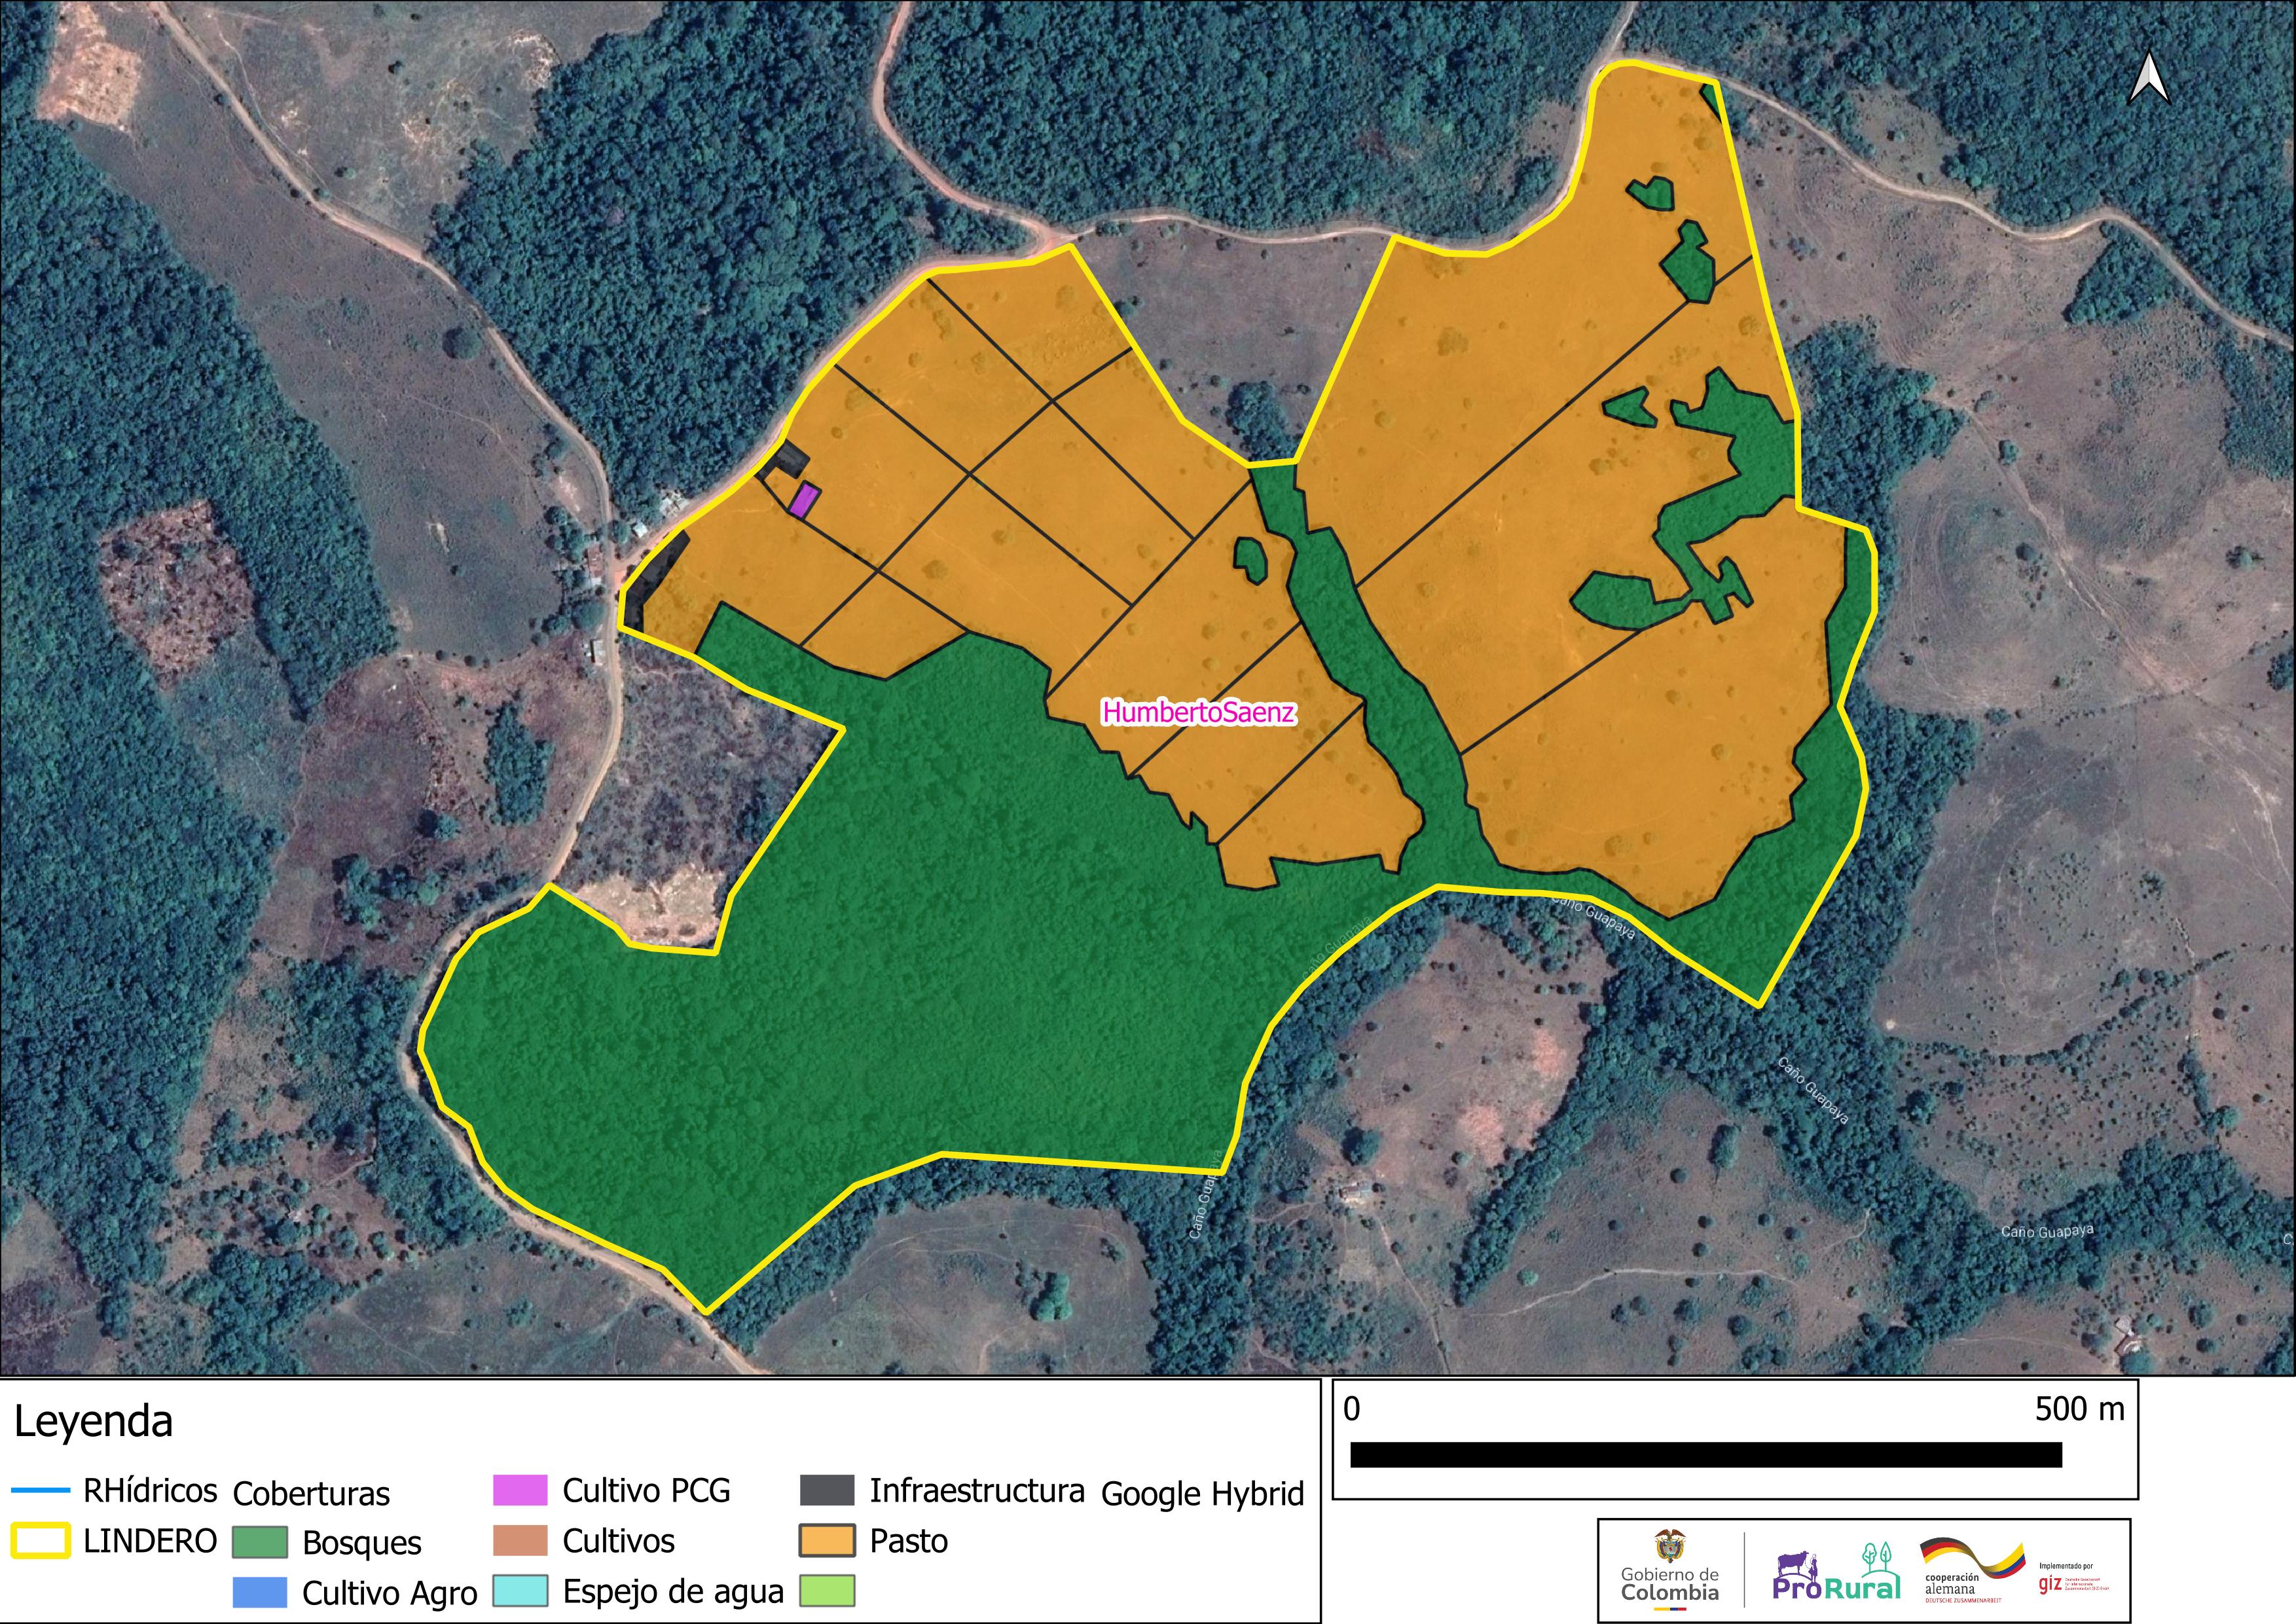 HumbertoSaenz
Caño Guapaya
Caño Guapaya
Caño Guapaya
Caño Guapaya
Caño Guapaya
C
Leyenda
RHídricos
LINDERO
Coberturas
Bosques
Cultivo Agro
Cultivo PCG
Cultivos
Espejo de agua
Infraestructura
Pasto
Google Hybrid
0 500 m
Gobierno de
Colombia
ProRural
cooperación
alemana
DEUTSCHE ZUSAMMENARBEIT
Implementado por
giz